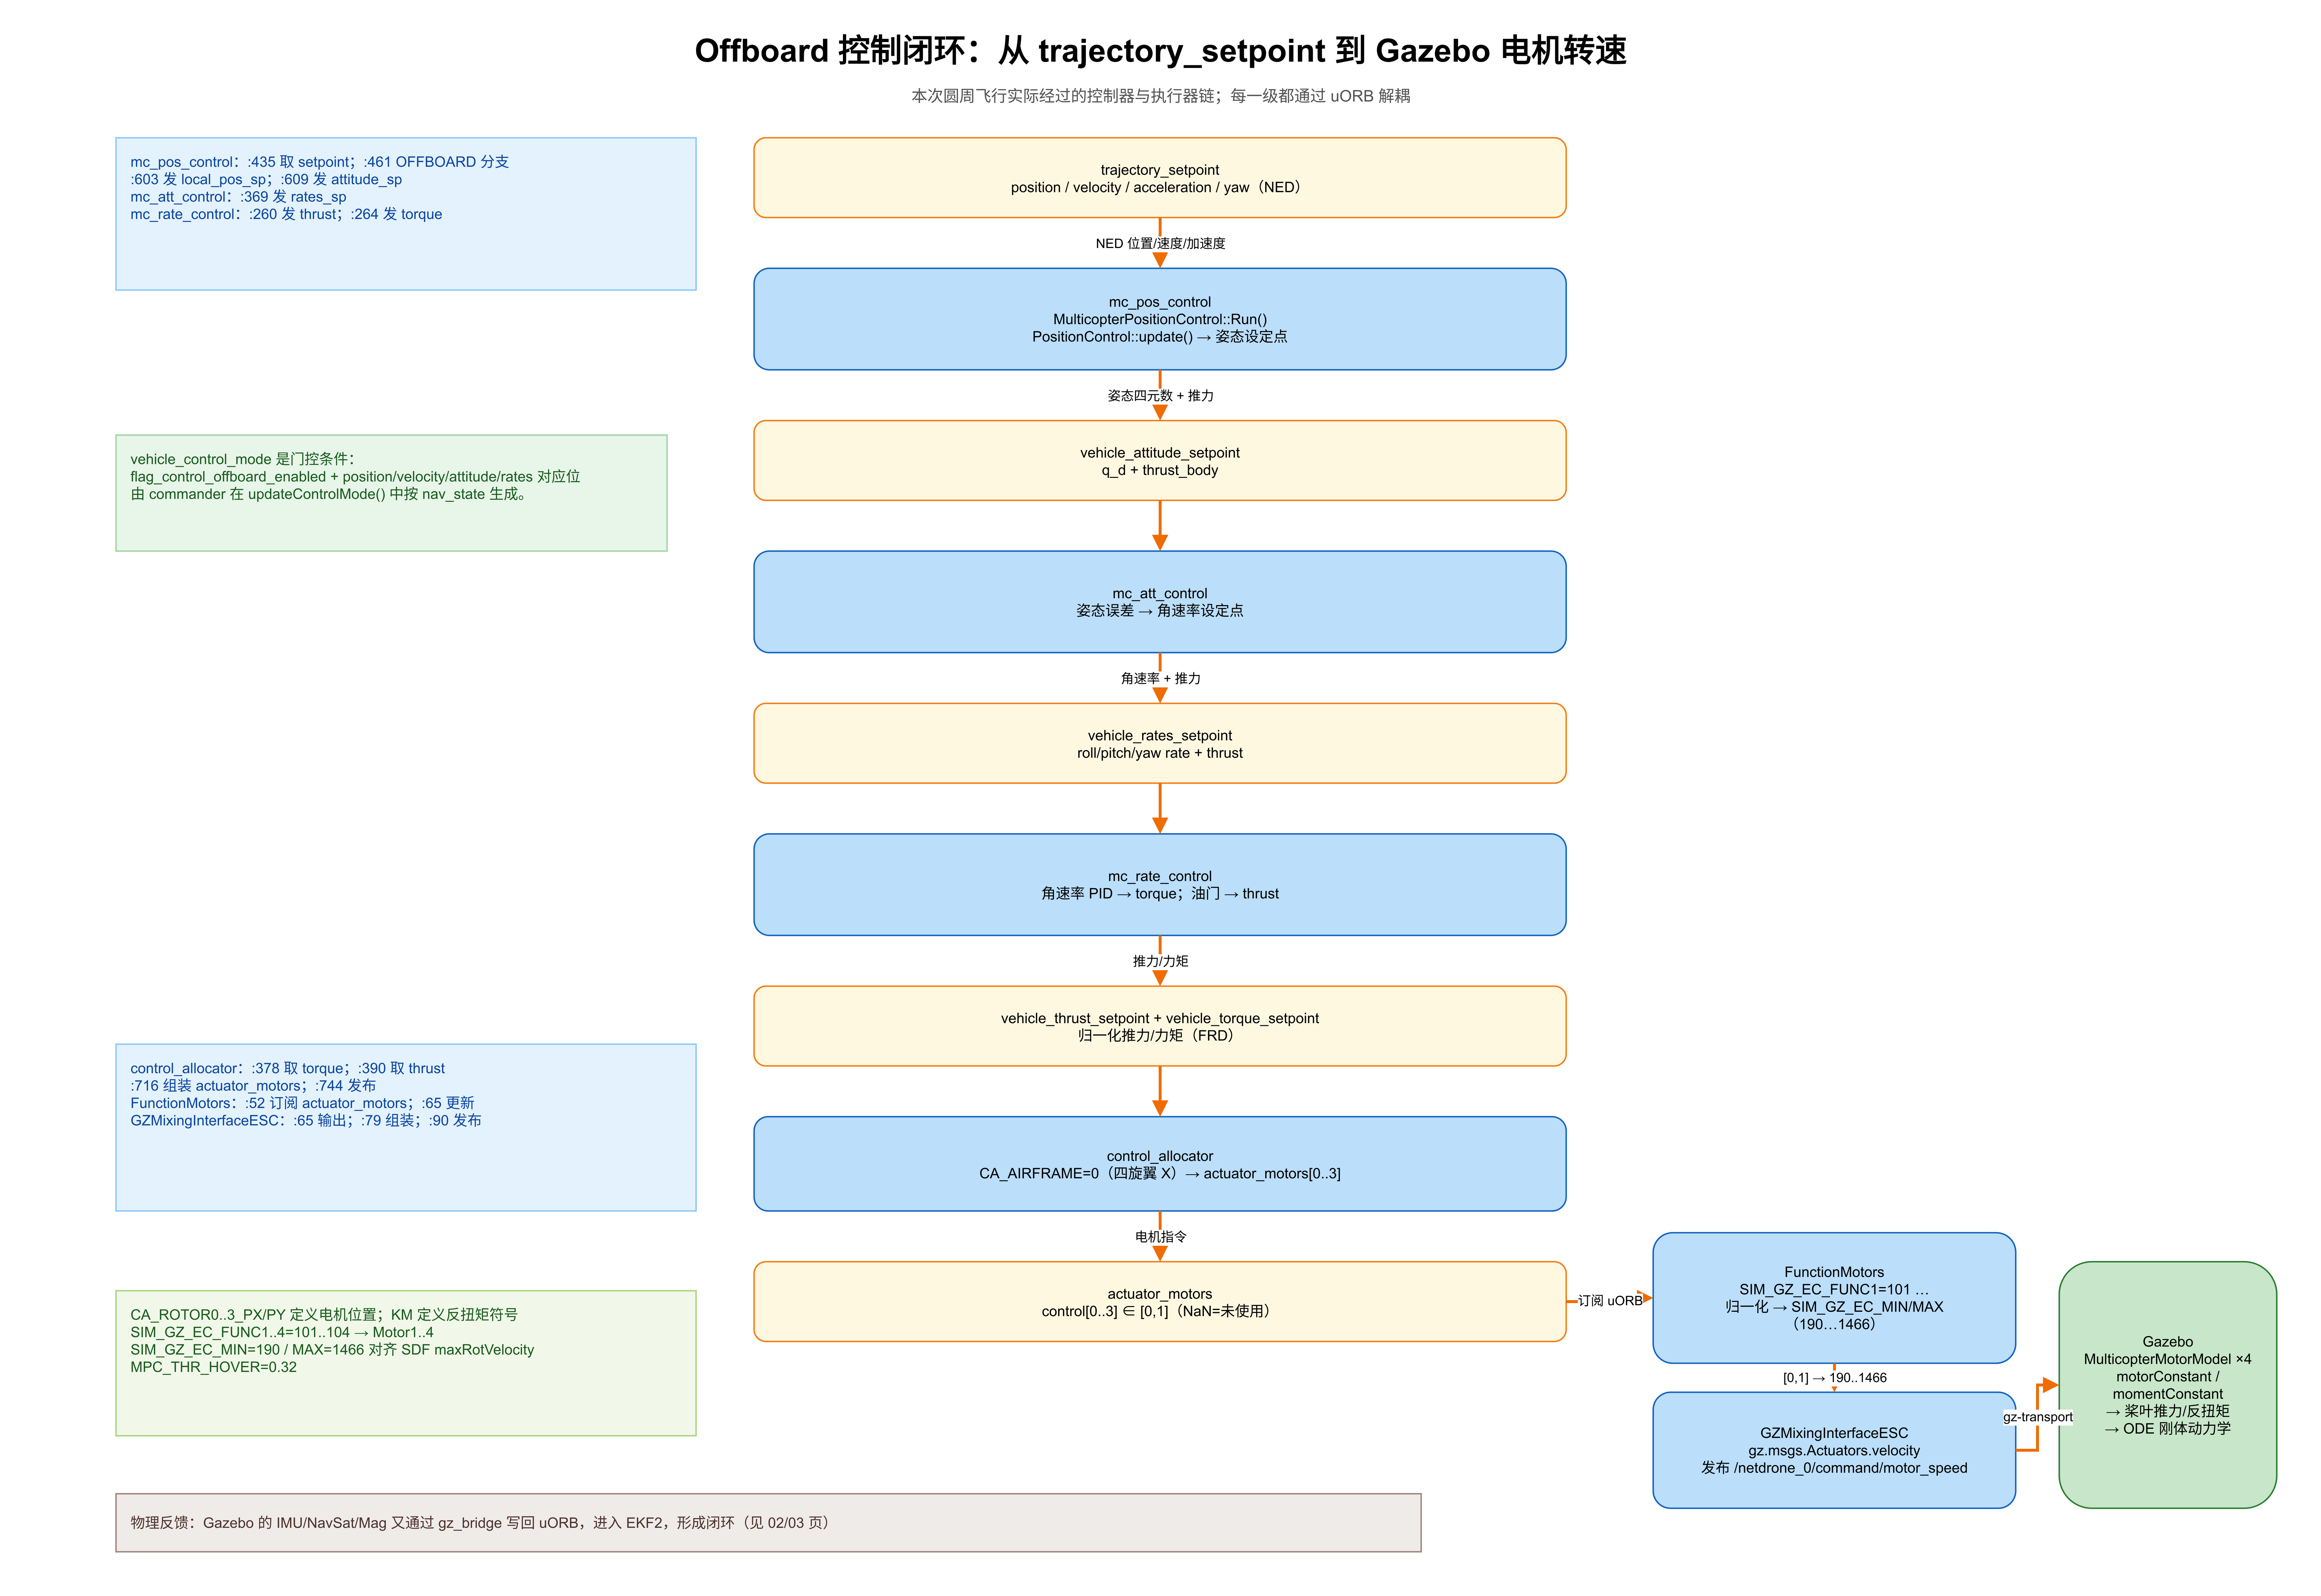 Offboard 控制闭环：从 trajectory_setpoint 到 Gazebo 电机转速
本次圆周飞行实际经过的控制器与执行器链；每一级都通过 uORB 解耦
mc_pos_control：:435 取 setpoint；:461 OFFBOARD 分支
:603 发 local_pos_sp；:609 发 attitude_sp
mc_att_control：:369 发 rates_sp
mc_rate_control：:260 发 thrust；:264 发 torque
trajectory_setpoint
position / velocity / acceleration / yaw（NED）
NED 位置/速度/加速度
mc_pos_control
MulticopterPositionControl::Run()
PositionControl::update() → 姿态设定点
姿态四元数 + 推力
vehicle_control_mode 是门控条件：
flag_control_offboard_enabled + position/velocity/attitude/rates 对应位
由 commander 在 updateControlMode() 中按 nav_state 生成。
vehicle_attitude_setpoint
q_d + thrust_body
mc_att_control
姿态误差 → 角速率设定点
角速率 + 推力
vehicle_rates_setpoint
roll/pitch/yaw rate + thrust
mc_rate_control
角速率 PID → torque；油门 → thrust
推力/力矩
vehicle_thrust_setpoint + vehicle_torque_setpoint
归一化推力/力矩（FRD）
control_allocator：:378 取 torque；:390 取 thrust
:716 组装 actuator_motors；:744 发布
FunctionMotors：:52 订阅 actuator_motors；:65 更新
GZMixingInterfaceESC：:65 输出；:79 组装；:90 发布
control_allocator
CA_AIRFRAME=0（四旋翼 X）→ actuator_motors[0..3]
电机指令
actuator_motors
control[0..3] ∈ [0,1]（NaN=未使用）
订阅 uORB
FunctionMotors
SIM_GZ_EC_FUNC1=101 …
归一化 → SIM_GZ_EC_MIN/MAX
（190…1466）
[0,1] → 190..1466
GZMixingInterfaceESC
gz.msgs.Actuators.velocity
发布 /netdrone_0/command/motor_speed
gz-transport
Gazebo
MulticopterMotorModel ×4
motorConstant /
momentConstant
→ 桨叶推力/反扭矩
→ ODE 刚体动力学
CA_ROTOR0..3_PX/PY 定义电机位置；KM 定义反扭矩符号
SIM_GZ_EC_FUNC1..4=101..104 → Motor1..4
SIM_GZ_EC_MIN=190 / MAX=1466 对齐 SDF maxRotVelocity
MPC_THR_HOVER=0.32
物理反馈：Gazebo 的 IMU/NavSat/Mag 又通过 gz_bridge 写回 uORB，进入 EKF2，形成闭环（见 02/03 页）